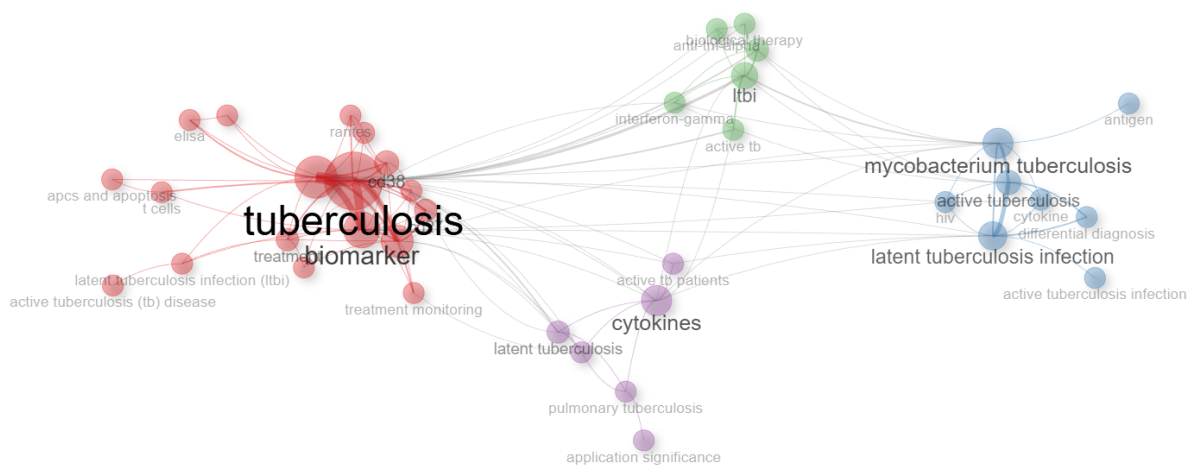 biological therapy
anti-tnf-alpha
ltbi
antigen
interferon-gamma
elisa
rantes
active tb
mycobacterium tuberculosis
cd38
apcs and apoptosis
t cells
active tuberculosis
hiv
cytokine
tuberculosis
differential diagnosis
treatment
biomarker
latent tuberculosis infection
latent tuberculosis infection (ltbi)
active tb patients
active tuberculosis (tb) disease
active tuberculosis infection
treatment monitoring
cytokines
latent tuberculosis
pulmonary tuberculosis
application significance